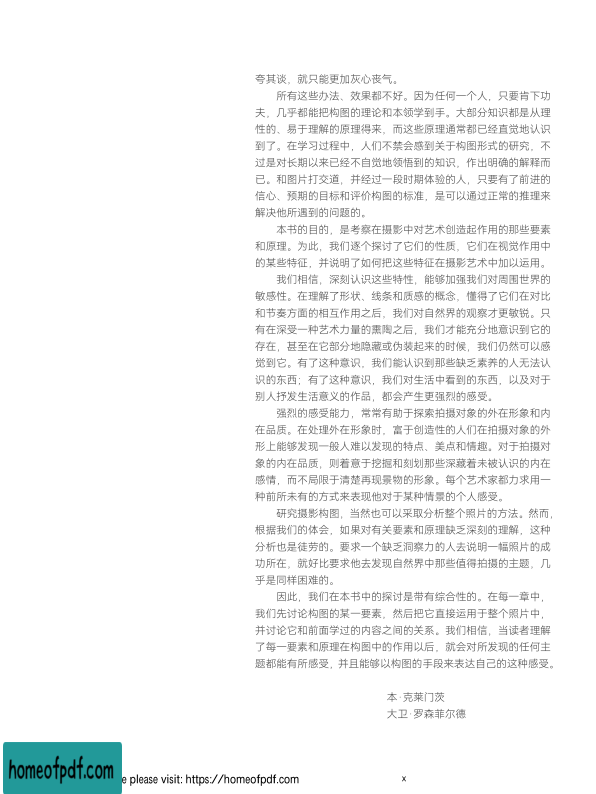 夸其谈，就只能更加灰心丧气。
所有这些办法、效果都不好。因为任何一个人，只要肯下功
夫，几乎都能把构图的理论和本领学到手。大部分知识都是从理
性的、易于理解的原理得来，而这些原理通常都已经直觉地认识
到了。在学习过程中，人们不禁会感到关于构图形式的研究，不
过是对长期以来已经不自觉地领悟到的知识，作出明确的解释而
已。和图片打交道，并经过一段时期体验的人，只要有了前进的
信心、预期的目标和评价构图的标准，是可以通过正常的推理来
解决他所遇到的问题的。
本书的目的，是考察在摄影中对艺术创造起作用的那些要素
和原理。为此，我们逐个探讨了它们的性质，它们在视觉作用中
的某些特征，并说明了如何把这些特征在摄影艺术中加以运用。
我们相信，深刻认识这些特性，能够加强我们对周围世界的
敏感性。在理解了形状、线条和质感的概念，懂得了它们在对比
和节奏方面的相互作用之后，我们对自然界的观察才更敏锐。只
有在深受一种艺术力量的熏陶之后，我们才能充分地意识到它的
存在，甚至在它部分地隐藏或伪装起来的时候，我们仍然可以感
觉到它。有了这种意识，我们能认识到那些缺乏素养的人无法认
识的东西；有了这种意识，我们对生活中看到的东西，以及对于
别人抒发生活意义的作品，都会产生更强烈的感受。
强烈的感受能力，常常有助于探索拍摄对象的外在形象和内
在品质。在处理外在形象时，富于创造性的人们在拍摄对象的外
形上能够发现一般人难以发现的特点、美点和情趣。对于拍摄对
象的内在品质，则着意于挖掘和刻划那些深藏着未被认识的内在
感情，而不局限于清楚再现景物的形象。每个艺术家都力求用一
种前所未有的方式来表现他对于某种情景的个人感受。
研究摄影构图，当然也可以采取分析整个照片的方法。然而，
根据我们的体会，如果对有关要素和原理缺乏深刻的理解，这种
分析也是徒劳的。要求一个缺乏洞察力的人去说明一幅照片的成
功所在，就好比要求他去发现自然界中那些值得拍摄的主题，几
乎是同样困难的。
因此，我们在本书中的探讨是带有综合性的。在每一章中，
我们先讨论构图的某一要素，然后把它直接运用于整个照片中，
并讨论它和前面学过的内容之间的关系。我们相信，当读者理解
了每一要素和原理在构图中的作用以后，就会对所发现的任何主
题都能有所感受，并且能够以构图的手段来表达自己的这种感受。
本·克莱门茨
大卫·罗森菲尔德
homeofpdf.com
e please visit: https://homeofpdf.com
x